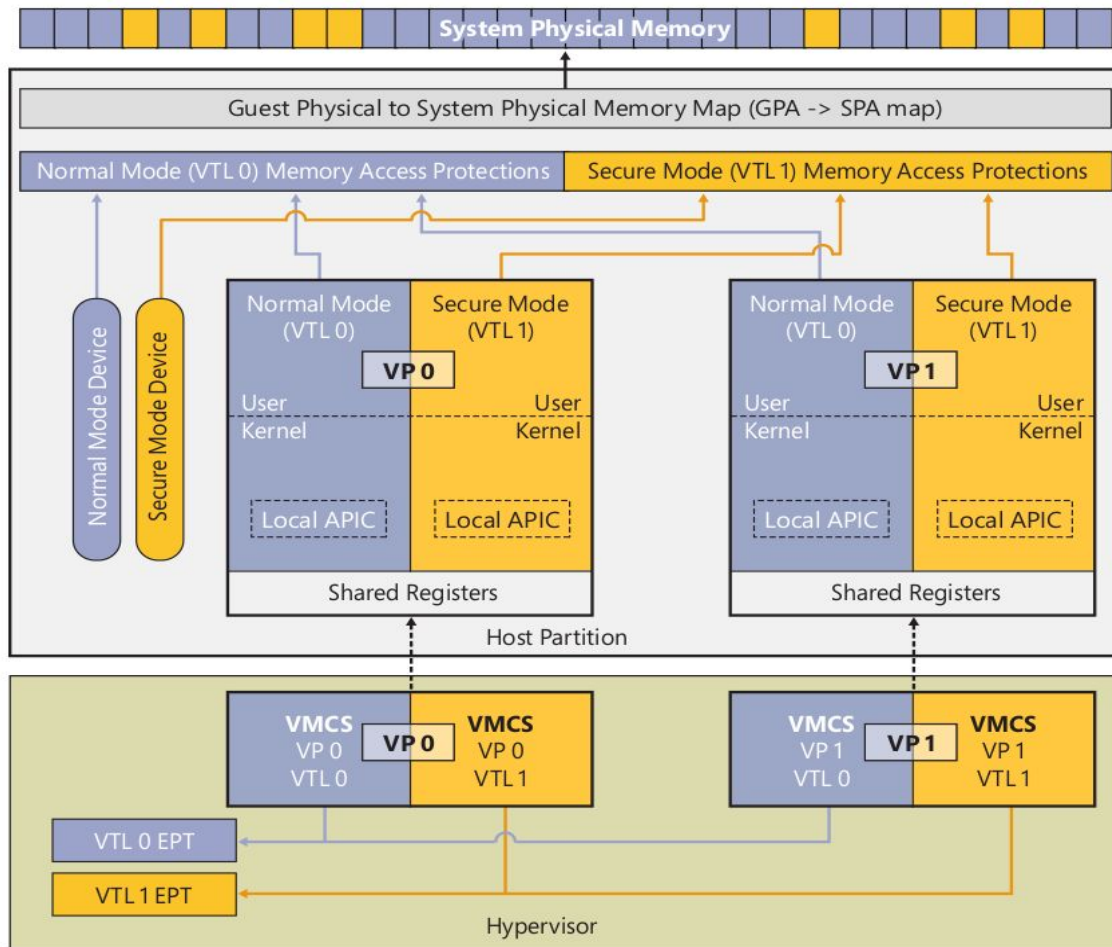 System Physical Memory
Guest Physical to System Physical Memory Map (GPA -> SPA map)
Normal Mode (VTL 0) Memory Access Protections
Secure Mode (VTL 1) Memory Access Protections
Normal Mode Device
Secure Mode Device
Normal Mode
(VTL 0)
Secure Mode
(VTL 1)
VP 0
User
User
Kernel
Kernel
Local APIC
Local APIC
Shared Registers
Normal Mode
(VTL 0)
Secure Mode
(VTL 1)
VP 1
User
User
Kernel
Kernel
Local APIC
Local APIC
Shared Registers
Host Partition
VMCS
VP 0
VTL 0
VP 0
VMCS
VP 0
VTL 1
VMCS
VP 1
VTL 0
VP 1
VMCS
VP 1
VTL 1
VTL 0 EPT
VTL 1 EPT
Hypervisor